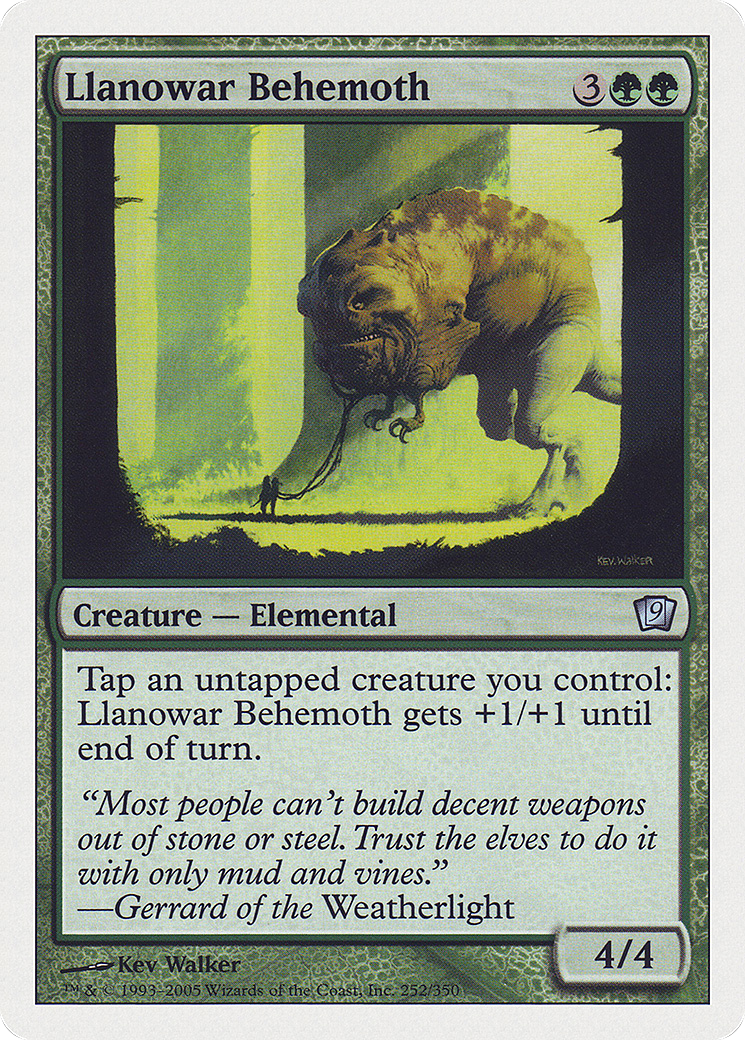 Llanowar Behemoth
3
KEV. WALKER
Creature — Elemental
9
Tap an untapped creature you control:
Llanowar Behemoth gets +1/+1 until
end of turn.
“Most people can’t build decent weapons
out of stone or steel. Trust the elves to do it
with only mud and vines.”
—Gerrard of the Weatherlight
4/4
Kev Walker
™ & © 1993–2005 Wizards of the Coast, Inc. 252/350